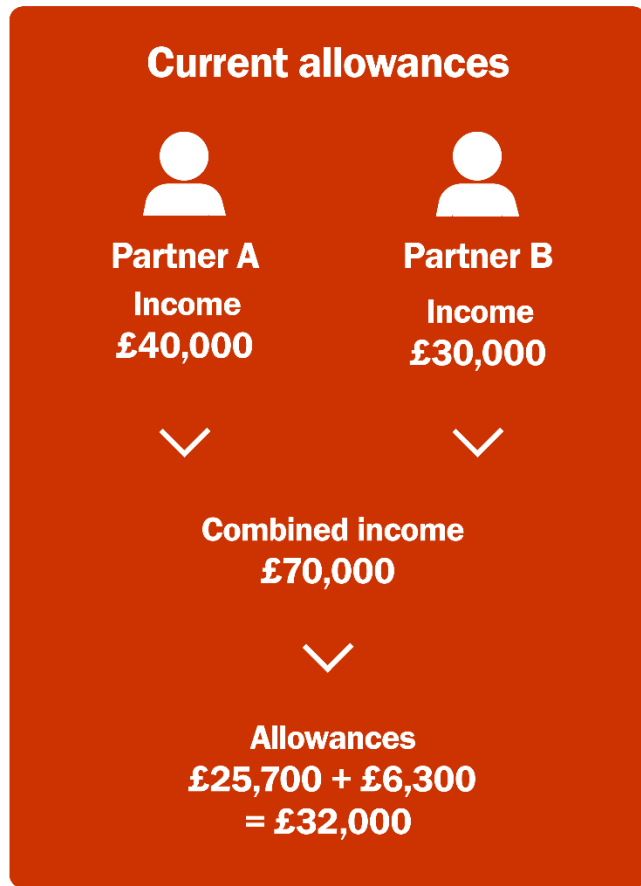 Current allowances
Partner A
Income
£40,000
Partner B
Income
£30,000
Combined income
£70,000
Allowances
£25,700 + £6,300
= £32,000